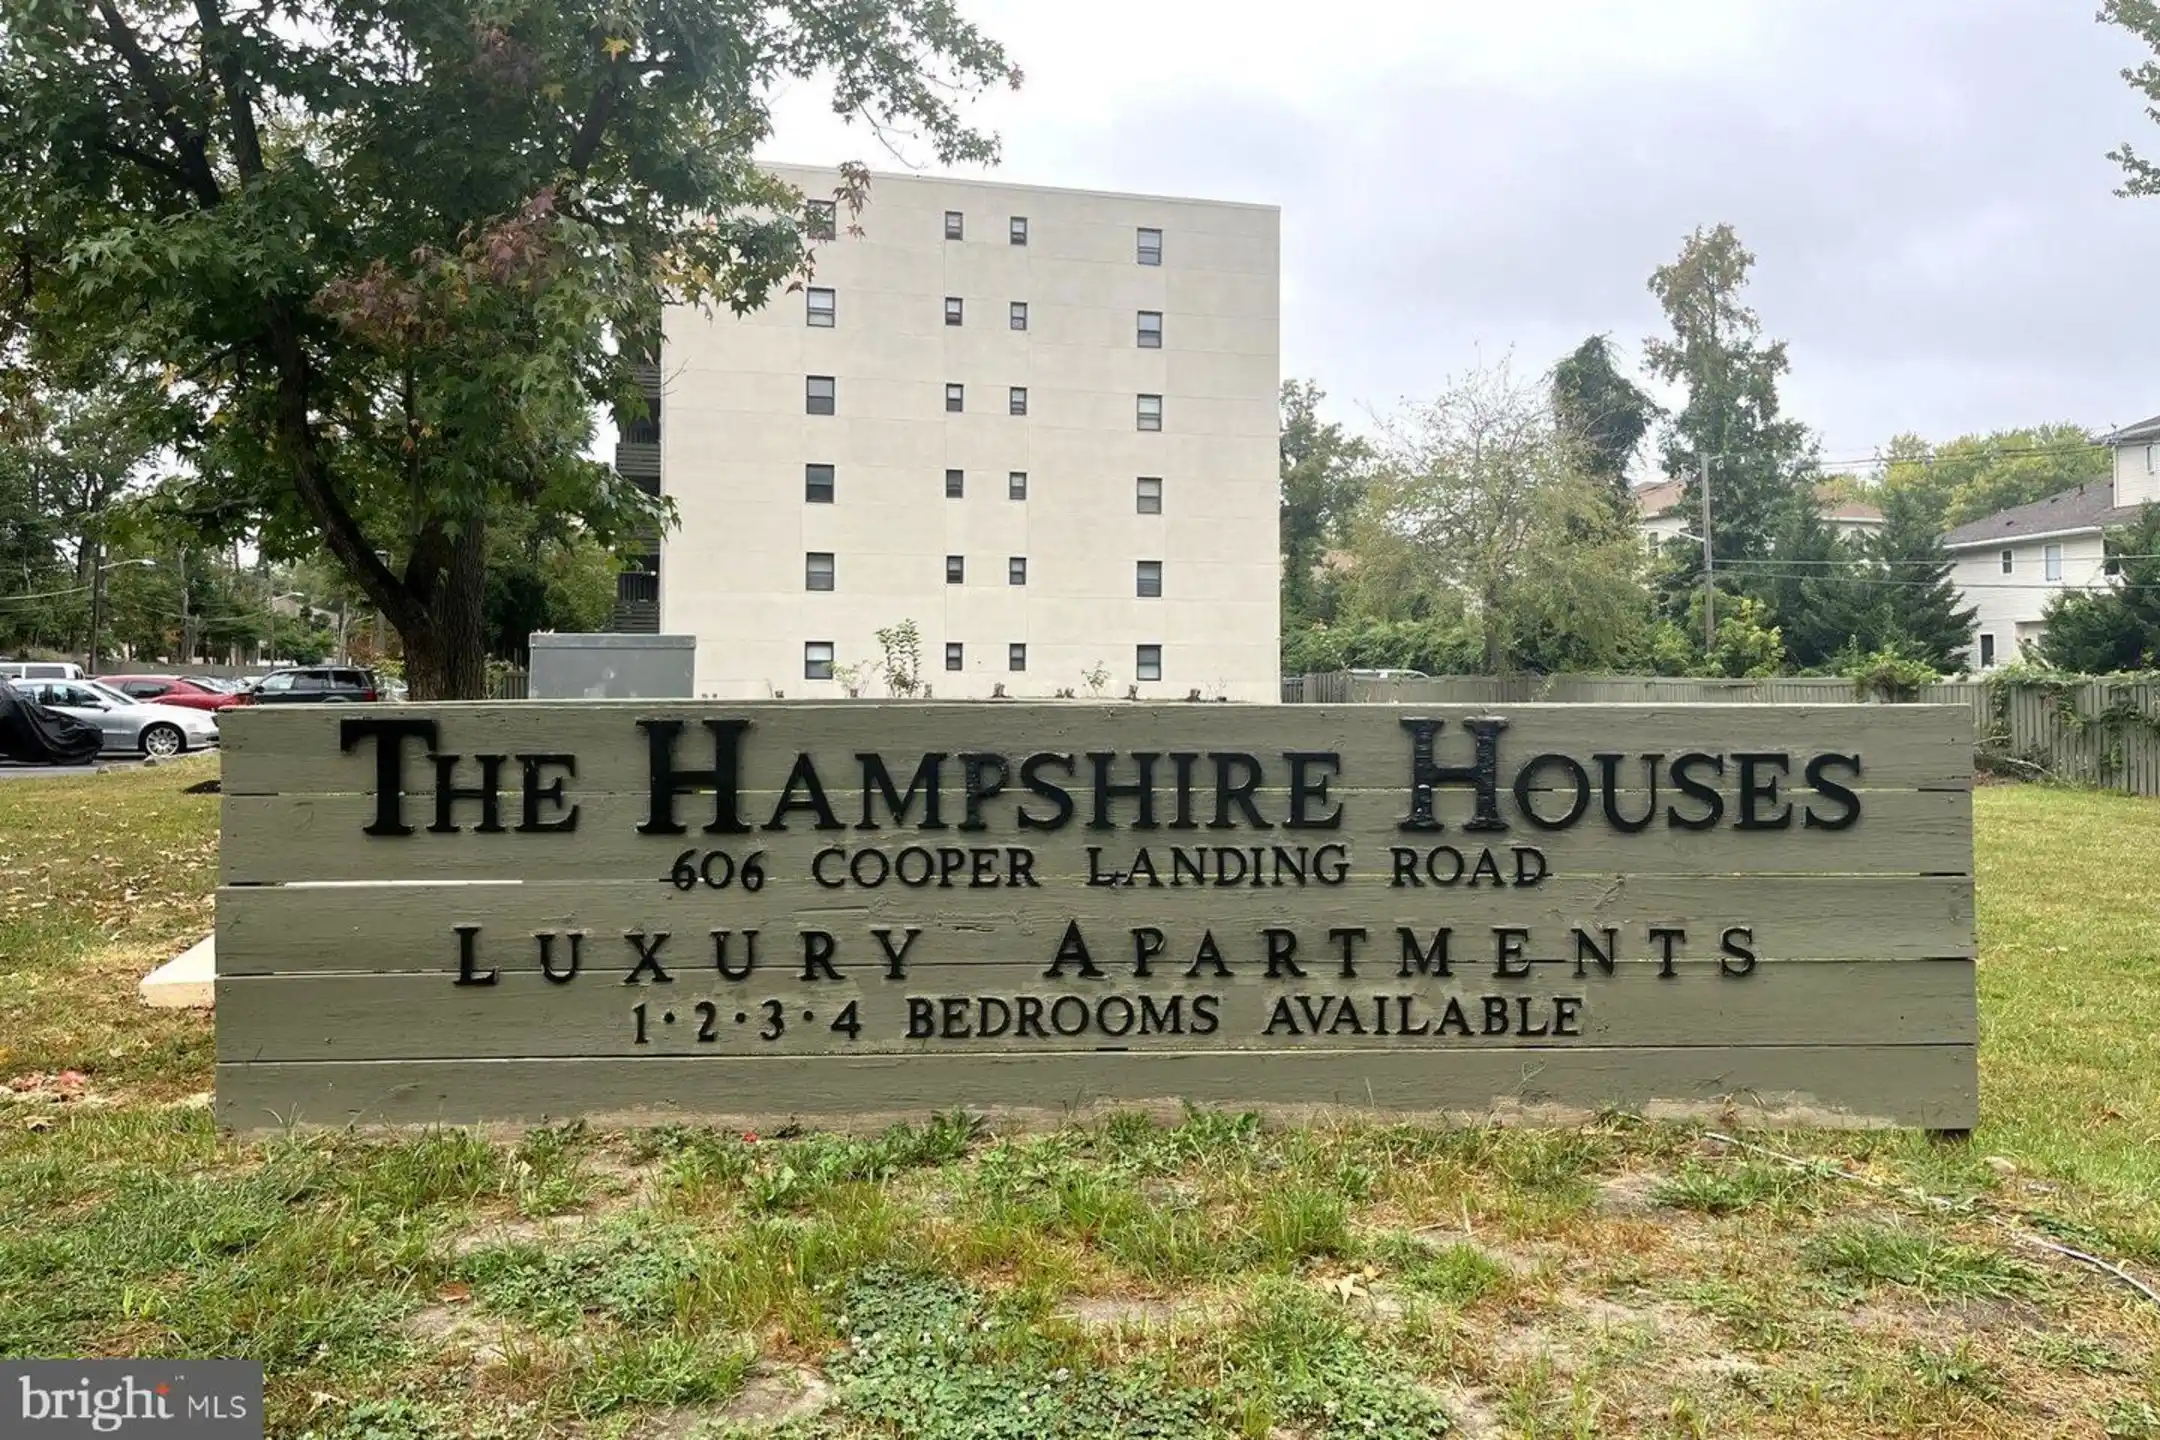 THE HAMPSHIRE HOUSES
606 COOPER LANDING ROAD
LUXURY APARTMENTS
1·2·3·4 BEDROOMS AVAILABLE
bright MLS